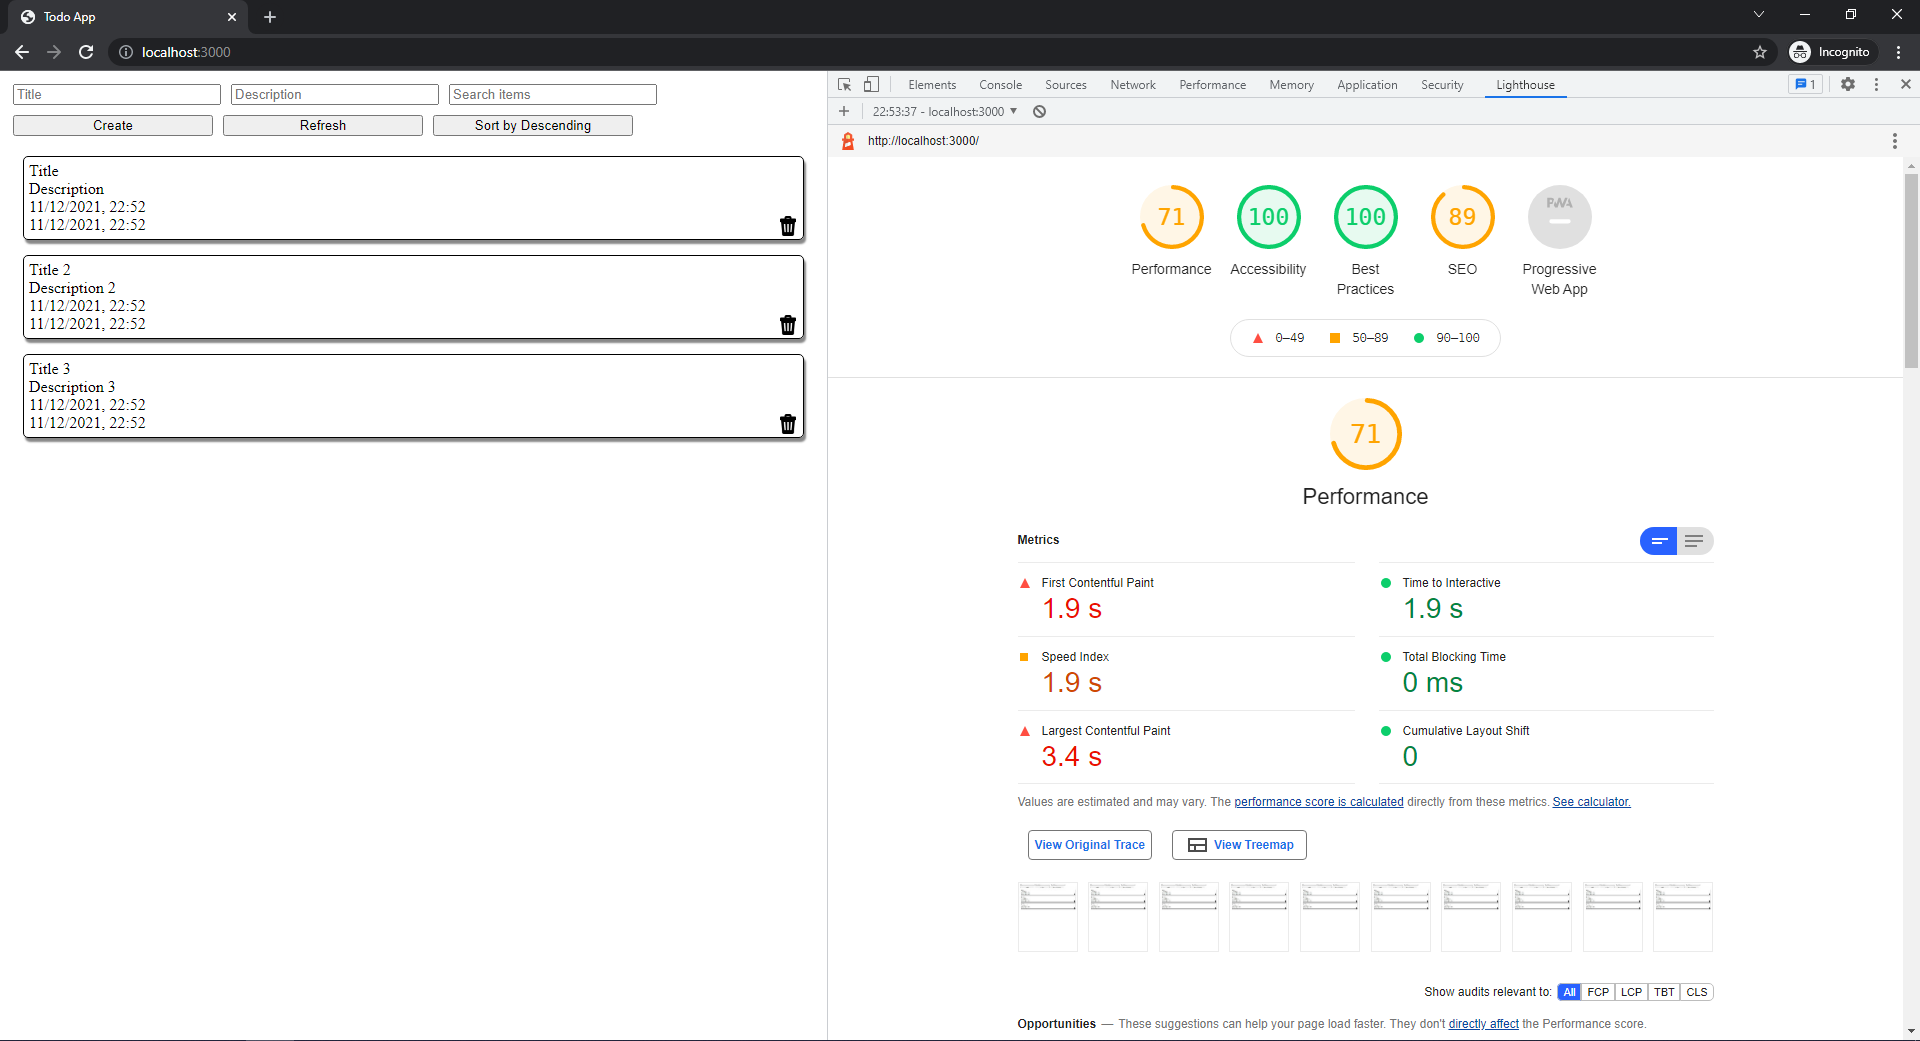 Todo App
localhost:3000
Incognito
Title
Description
Search items
Create
Refresh
Sort by Descending
Title
Description
11/12/2021, 22:52
11/12/2021, 22:52
Title 2
Description 2
11/12/2021, 22:52
11/12/2021, 22:52
Title 3
Description 3
11/12/2021, 22:52
11/12/2021, 22:52
Elements Console Sources Network Performance Memory Application Security Lighthouse 1
22:53:37 - localhost:3000
http://localhost:3000/
71 100 100 89 PWA
Performance Accessibility Best Practices SEO Progressive Web App
0–49 50–89 90–100
71
Performance
Metrics
First Contentful Paint
1.9 s
Time to Interactive
1.9 s
Speed Index
1.9 s
Total Blocking Time
0 ms
Largest Contentful Paint
3.4 s
Cumulative Layout Shift
0
Values are estimated and may vary. The performance score is calculated directly from these metrics. See calculator.
View Original Trace
View Treemap
Show audits relevant to: All FCP LCP TBT CLS
Opportunities — These suggestions can help your page load faster. They don't directly affect the Performance score.